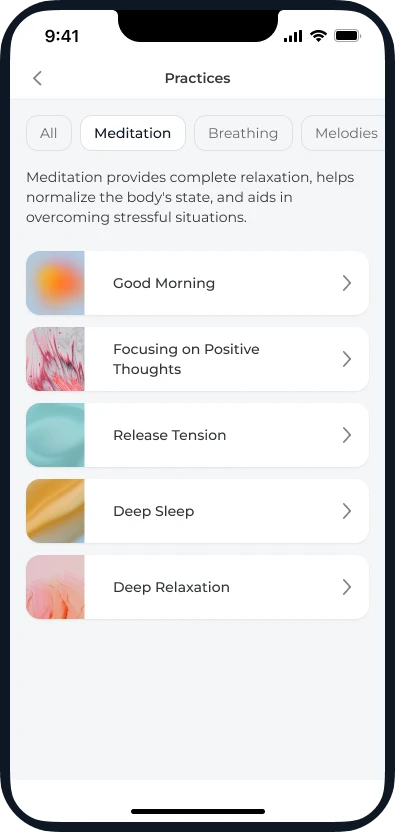 9:41
Practices
All
Meditation
Breathing
Melodies
Meditation provides complete relaxation, helps
normalize the body's state, and aids in
overcoming stressful situations.
Good Morning
Focusing on Positive
Thoughts
Release Tension
Deep Sleep
Deep Relaxation